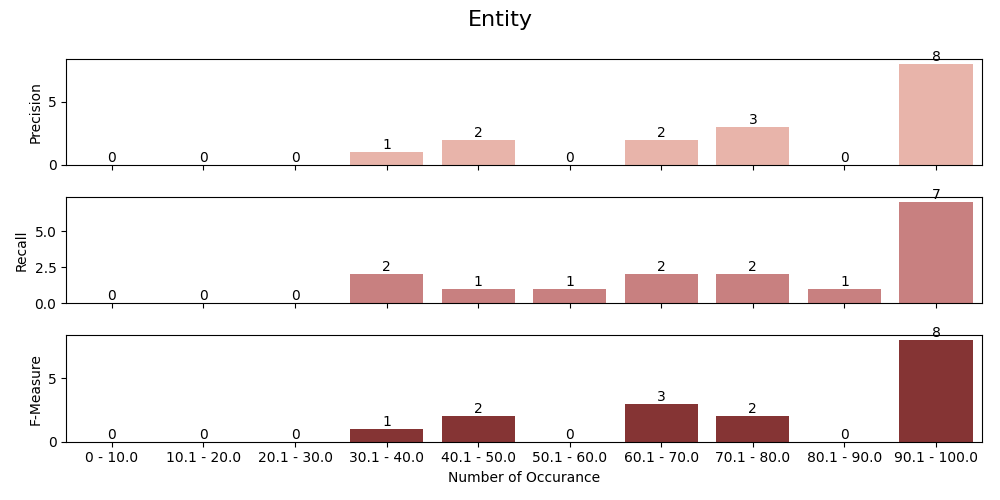 Entity
Precision
5
0
0 0 0 1 2 0 2 3 0 8
Recall
5.0
2.5
0.0
0 0 0 2 1 1 2 2 1 7
F-Measure
5
0
0 0 0 1 2 0 3 2 0 8
0 - 10.0 10.1 - 20.0 20.1 - 30.0 30.1 - 40.0 40.1 - 50.0 50.1 - 60.0 60.1 - 70.0 70.1 - 80.0 80.1 - 90.0 90.1 - 100.0
Number of Occurance